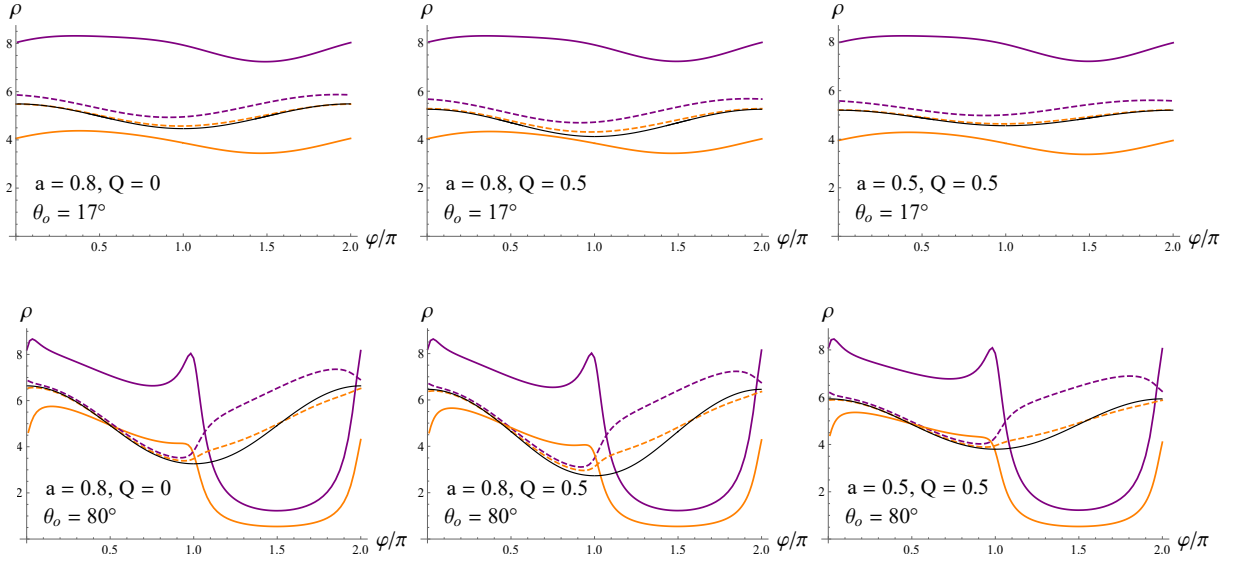 ρ ρ ρ
8 8 8
6 6 6
4 4 4
2 2 2
a = 0.8, Q = 0 a = 0.8, Q = 0.5 a = 0.5, Q = 0.5
θo = 17° θo = 17° θo = 17°
0.5 1.0 1.5 2.0 φ/π 0.5 1.0 1.5 2.0 φ/π 0.5 1.0 1.5 2.0 φ/π
ρ ρ ρ
8 8 8
6 6 6
4 4 4
2 2 2
a = 0.8, Q = 0 a = 0.8, Q = 0.5 a = 0.5, Q = 0.5
θo = 80° θo = 80° θo = 80°
0.5 1.0 1.5 2.0 φ/π 0.5 1.0 1.5 2.0 φ/π 0.5 1.0 1.5 2.0 φ/π